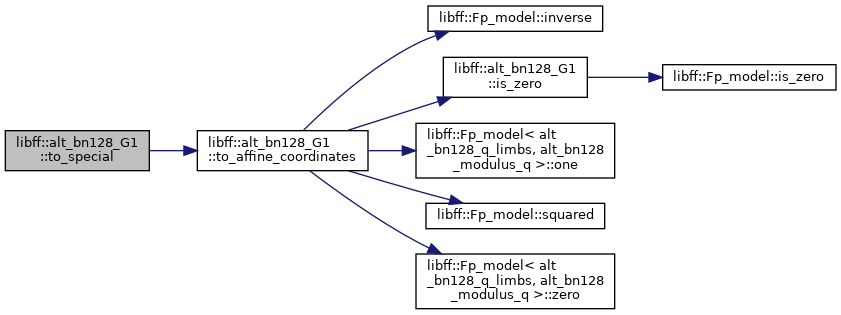 libff::alt_bn128_G1
::to_special
libff::alt_bn128_G1
::to_affine_coordinates
libff::Fp_model::inverse
libff::alt_bn128_G1
::is_zero
libff::Fp_model::is_zero
libff::Fp_model< alt
_bn128_q_limbs, alt_bn128
_modulus_q >::one
libff::Fp_model::squared
libff::Fp_model< alt
_bn128_q_limbs, alt_bn128
_modulus_q >::zero